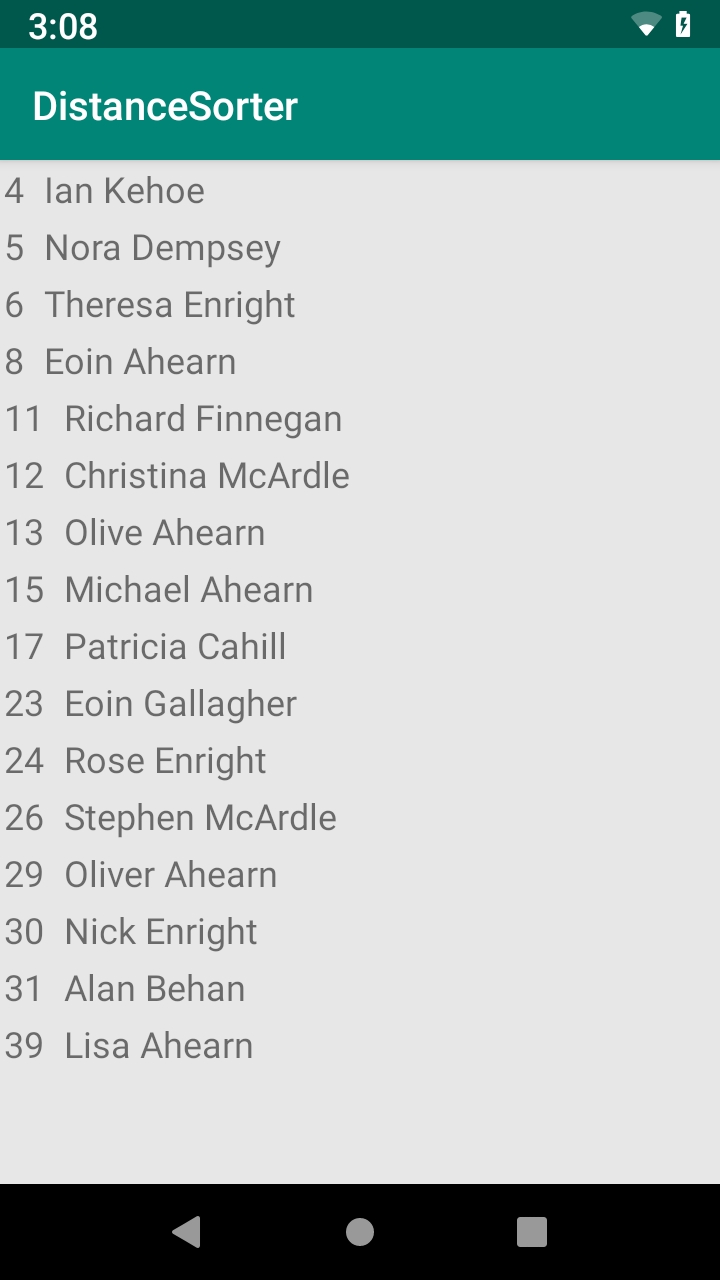 3:08
DistanceSorter
4 Ian Kehoe
5 Nora Dempsey
6 Theresa Enright
8 Eoin Ahearn
11 Richard Finnegan
12 Christina McArdle
13 Olive Ahearn
15 Michael Ahearn
17 Patricia Cahill
23 Eoin Gallagher
24 Rose Enright
26 Stephen McArdle
29 Oliver Ahearn
30 Nick Enright
31 Alan Behan
39 Lisa Ahearn